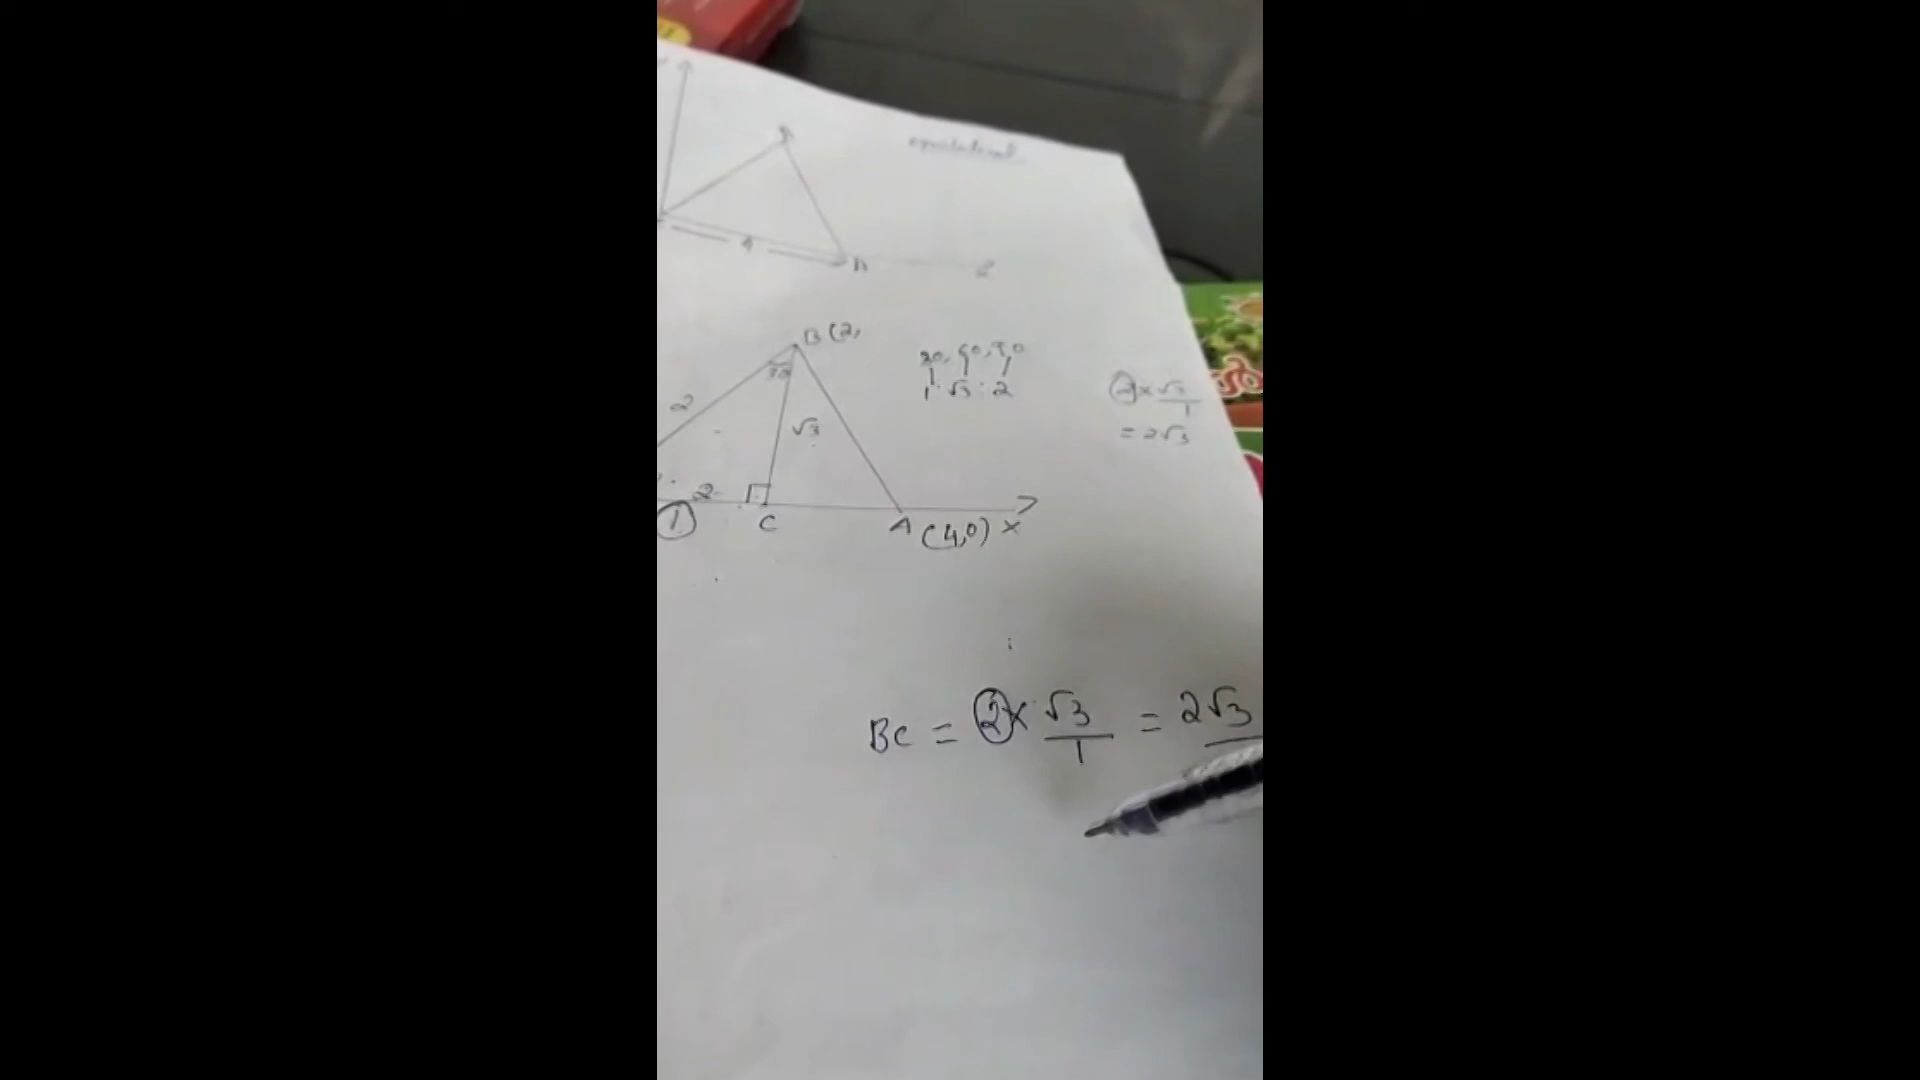 equilateral
4
A
x
B (2,
30, 60, 90
1 : √3 : 2
30
2
√3
2 × √3/1
= 2√3
2
1
C
A (4,0) x
BC = 2 × √3/1 = 2√3